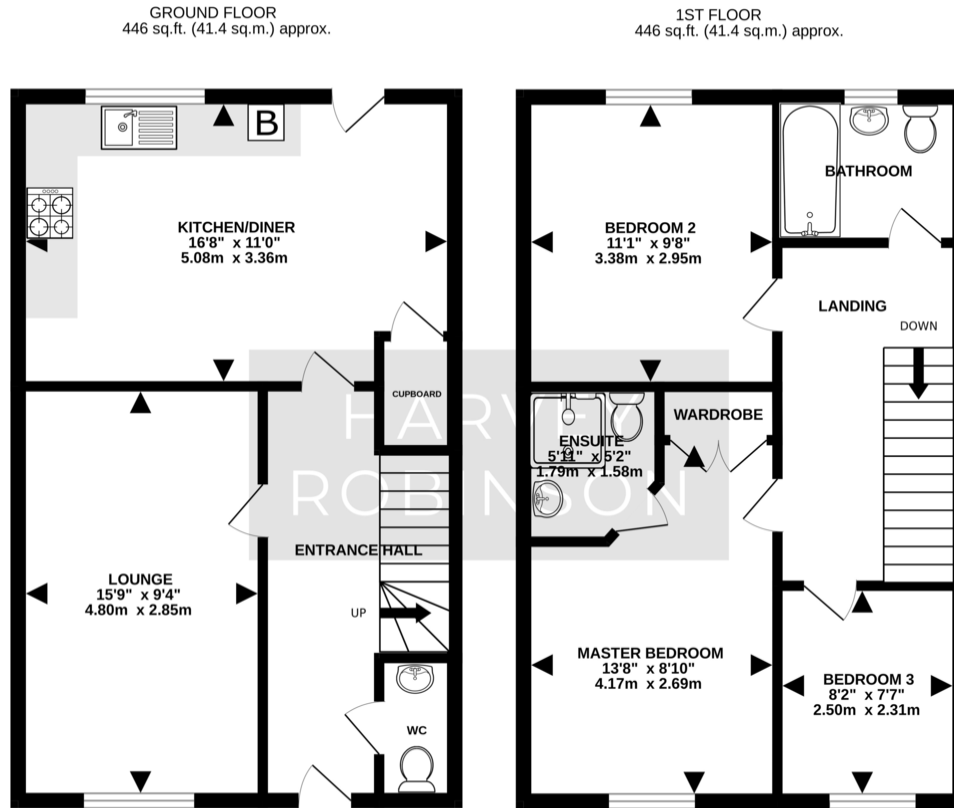 GROUND FLOOR
446 sq.ft. (41.4 sq.m.) approx.
B
KITCHEN/DINER
16'8" x 11'0"
5.08m x 3.36m
CUPBOARD
LOUNGE
15'9" x 9'4"
4.80m x 2.85m
ENTRANCE HALL
UP
WC
1ST FLOOR
446 sq.ft. (41.4 sq.m.) approx.
BEDROOM 2
11'1" x 9'8"
3.38m x 2.95m
BATHROOM
LANDING
DOWN
WARDROBE
ENSUITE
5'11" x 5'2"
1.79m x 1.58m
MASTER BEDROOM
13'8" x 8'10"
4.17m x 2.69m
BEDROOM 3
8'2" x 7'7"
2.50m x 2.31m
HARVEY
ROBINSON